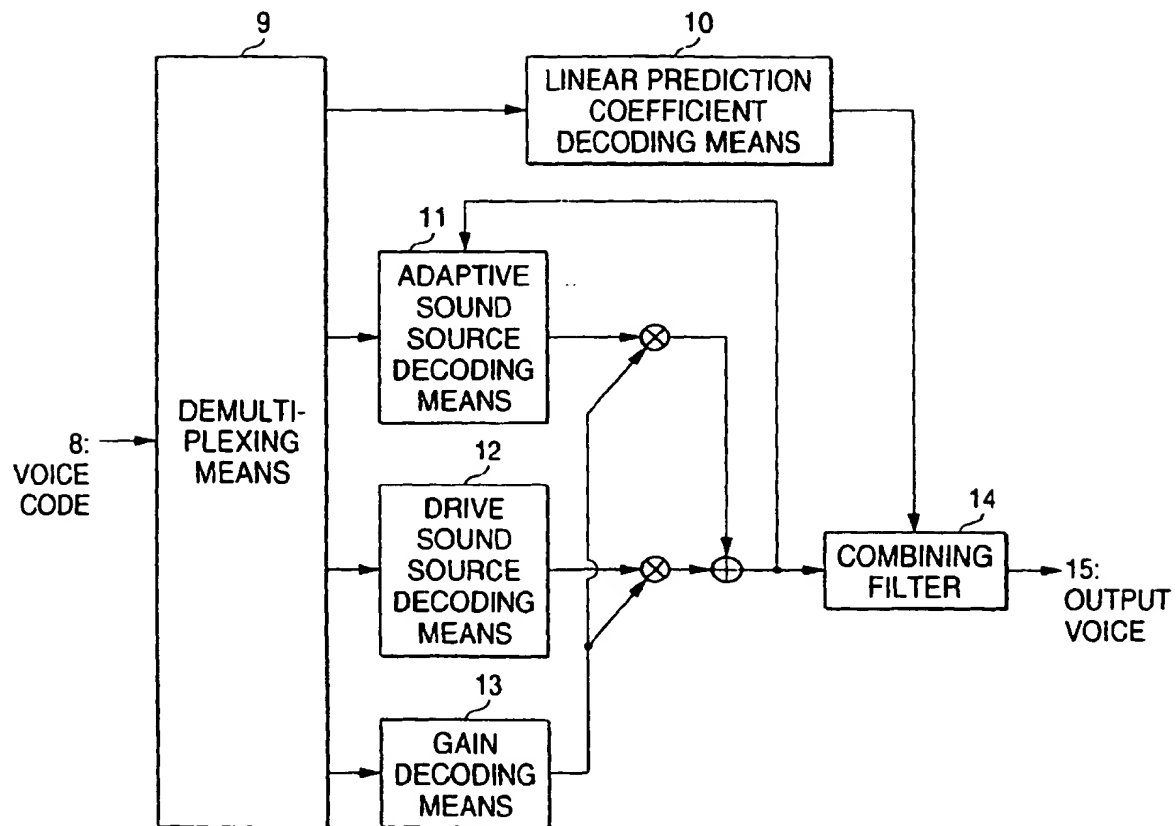 9
10
LINEAR PREDICTION
COEFFICIENT
DECODING MEANS
11
ADAPTIVE
SOUND
SOURCE
DECODING
MEANS
DEMULTI-
PLEXING
MEANS
8:
VOICE
CODE
12
DRIVE
SOUND
SOURCE
DECODING
MEANS
14
COMBINING
FILTER
15:
OUTPUT
VOICE
13
GAIN
DECODING
MEANS